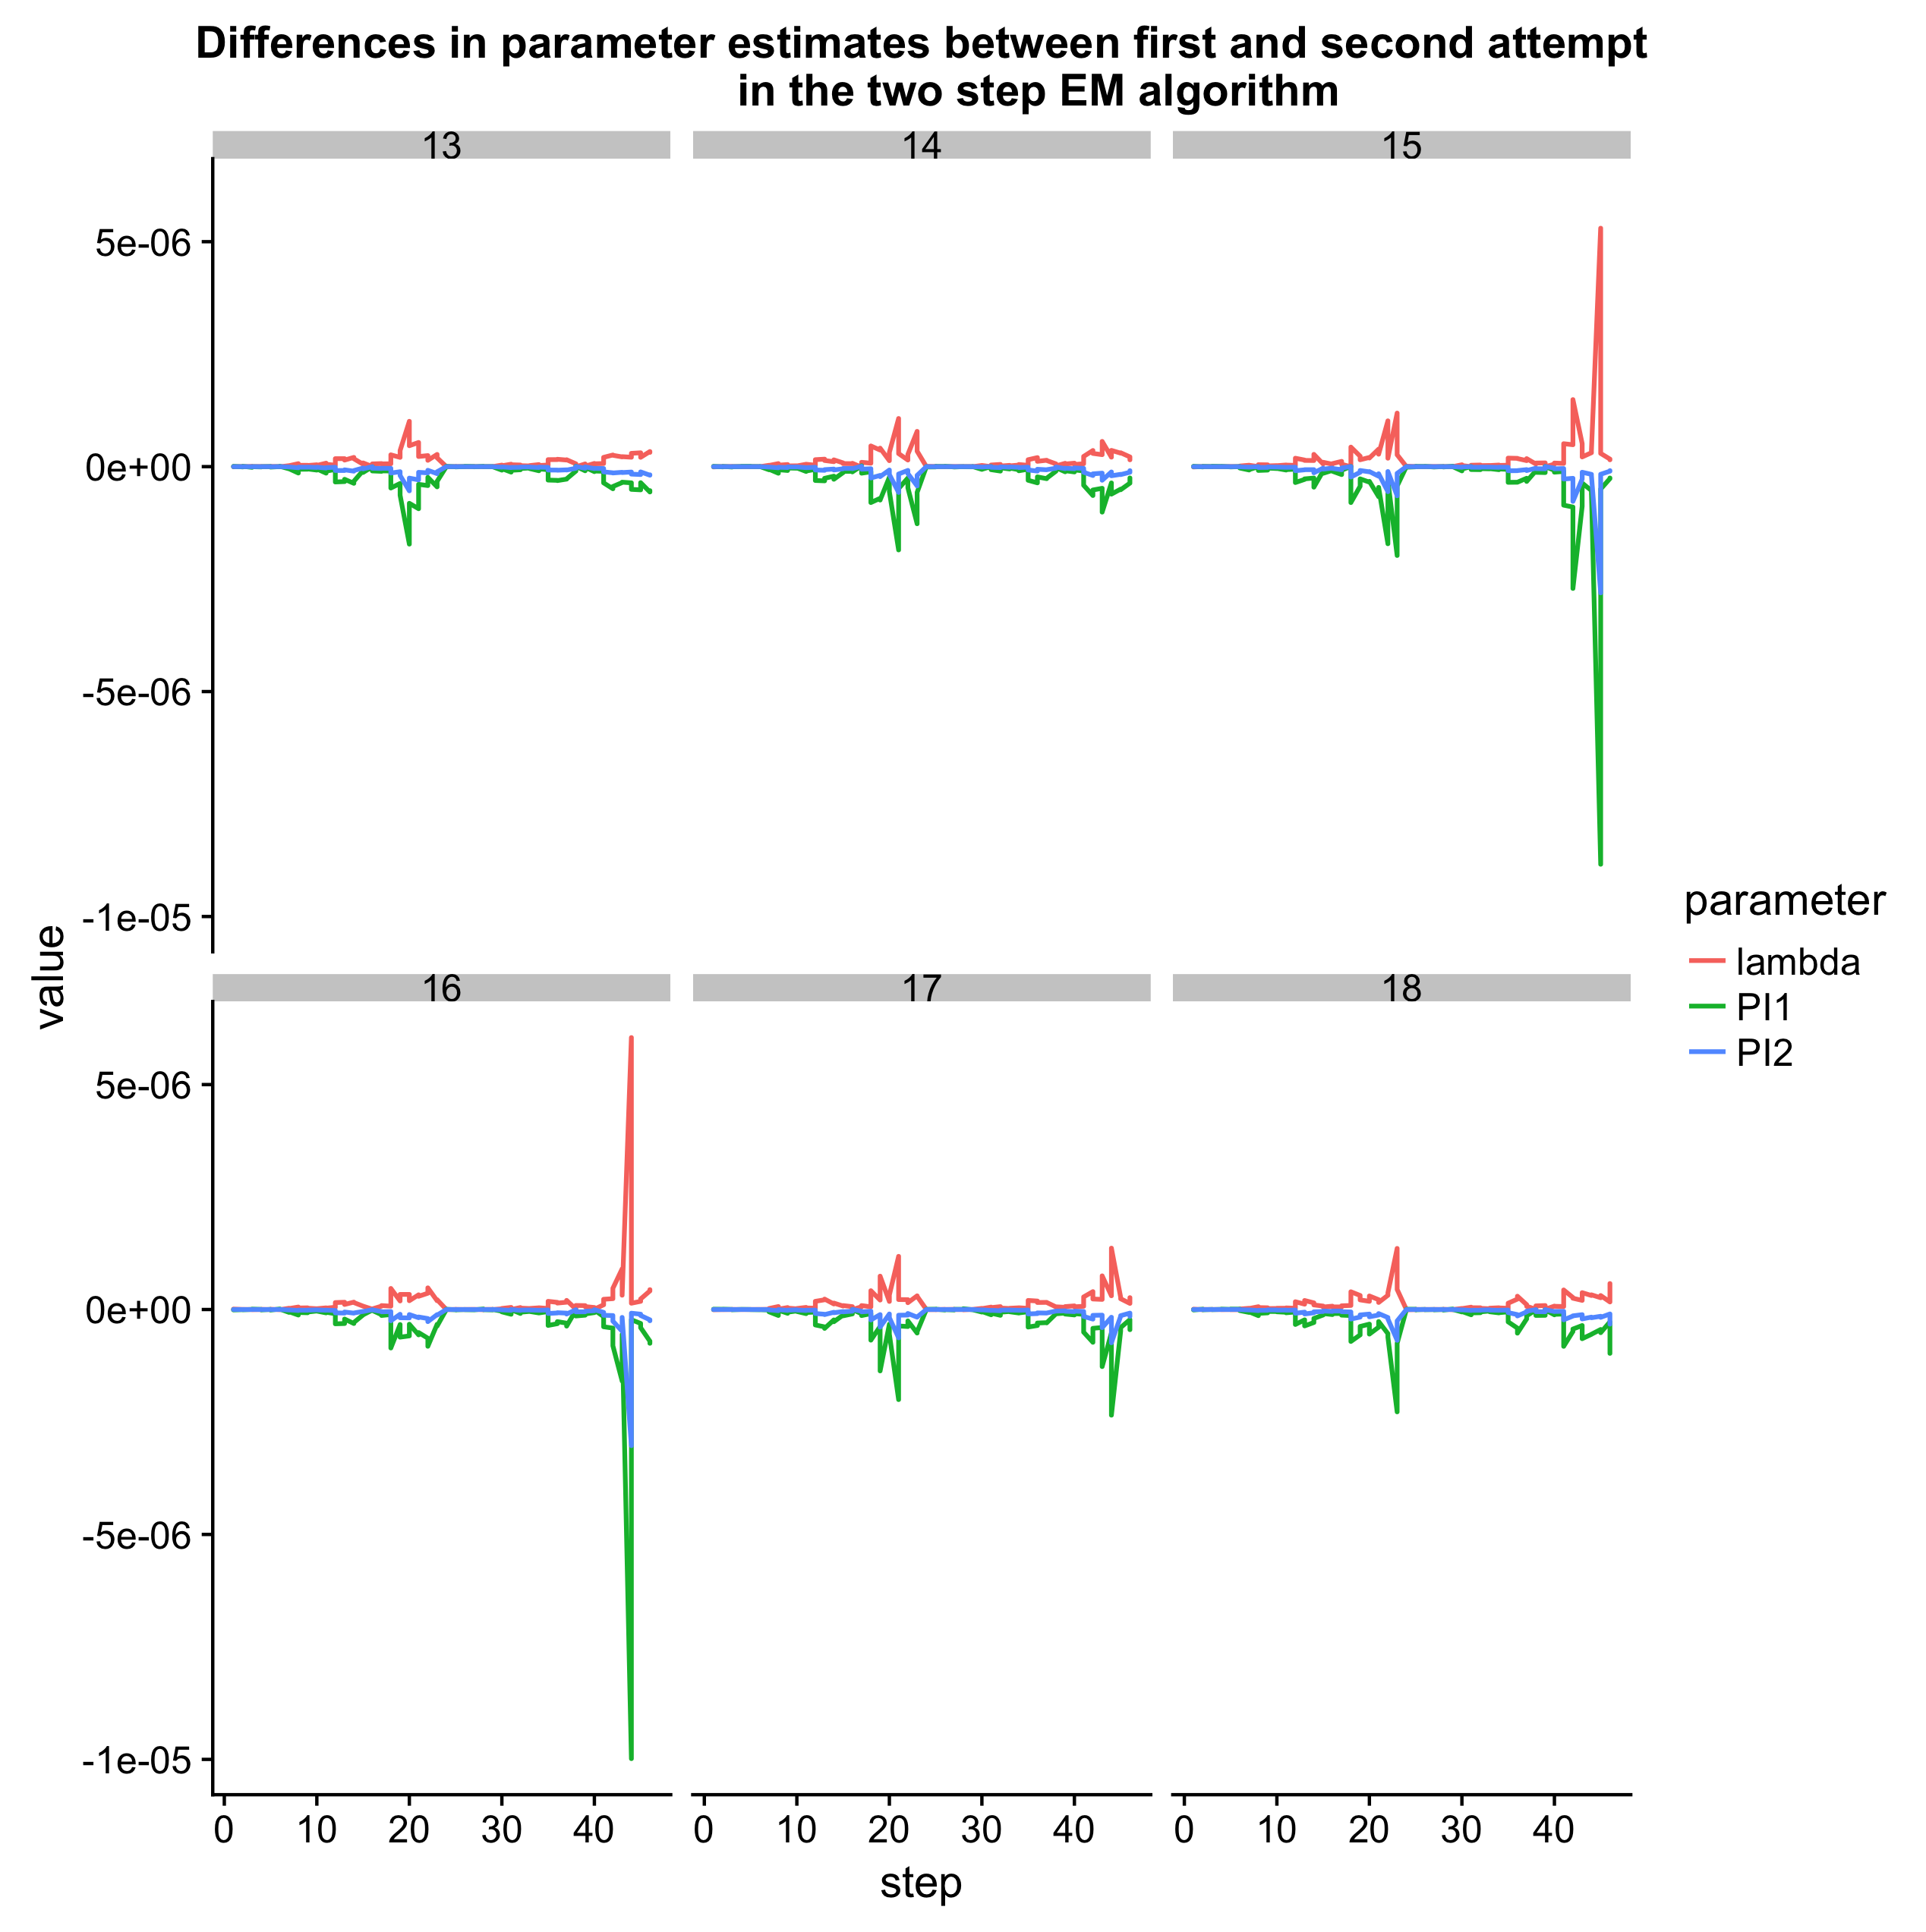 Differences in parameter estimates between first and second attempt
in the two step EM algorithm
13
14
15
5e-06
0e+00
-5e-06
-1e-05
16
17
18
5e-06
0e+00
-5e-06
-1e-05
0 10 20 30 40
0 10 20 30 40
0 10 20 30 40
step
value
parameter
lambda
PI1
PI2